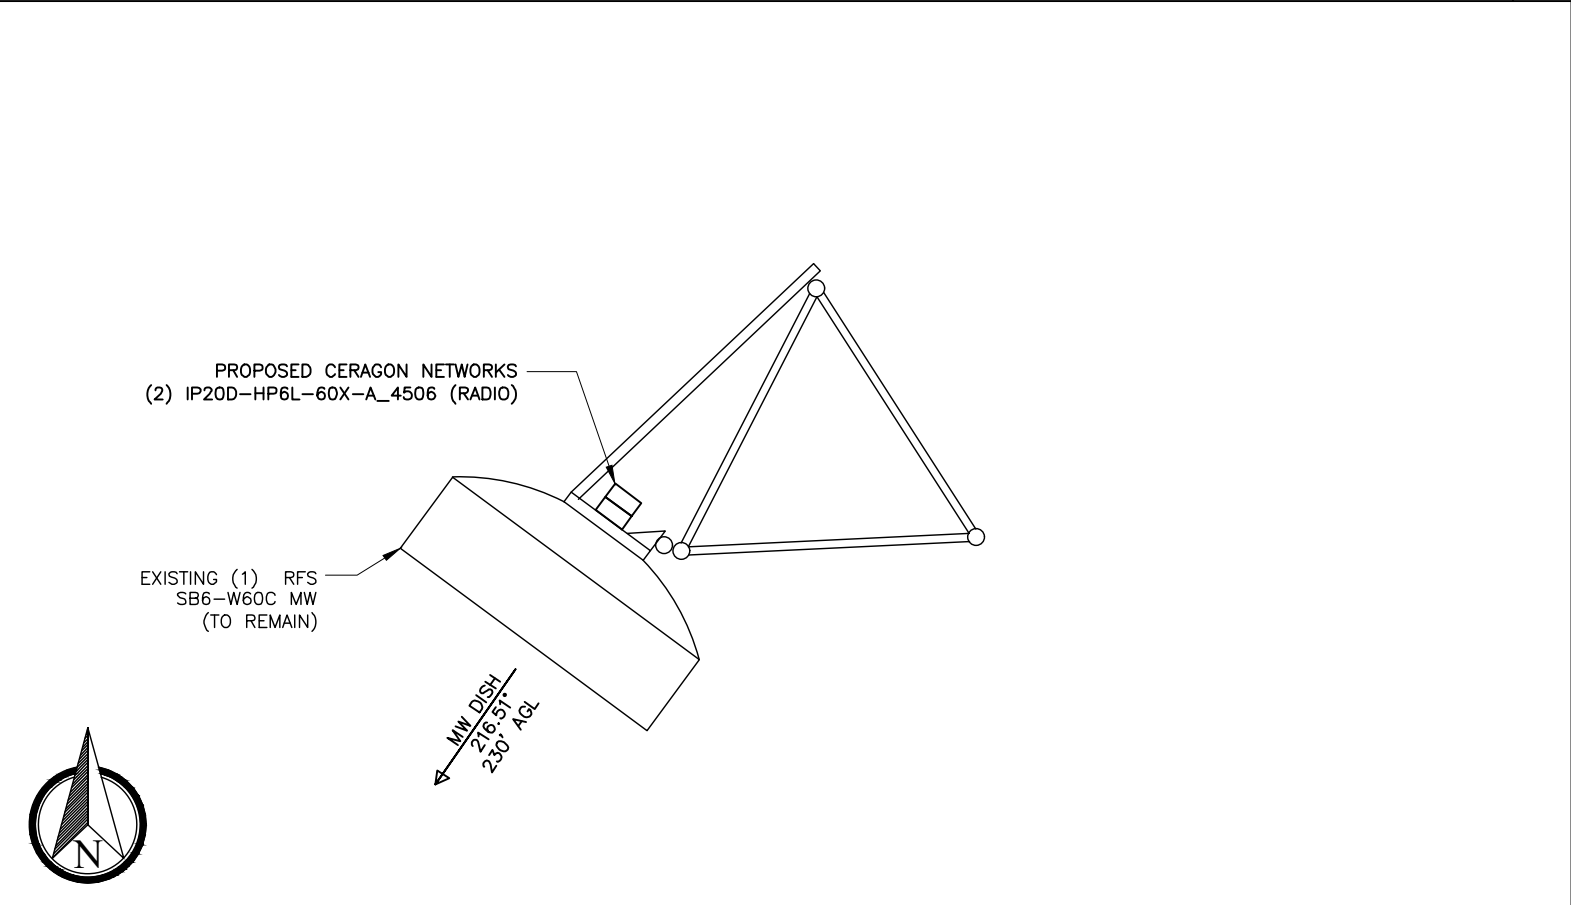 PROPOSED CERAGON NETWORKS
(2) IP20D-HP6L-60X-A_4506 (RADIO)
EXISTING (1) RFS
SB6-W60C MW
(TO REMAIN)
MW DISH
216.51°
230' AGL
N